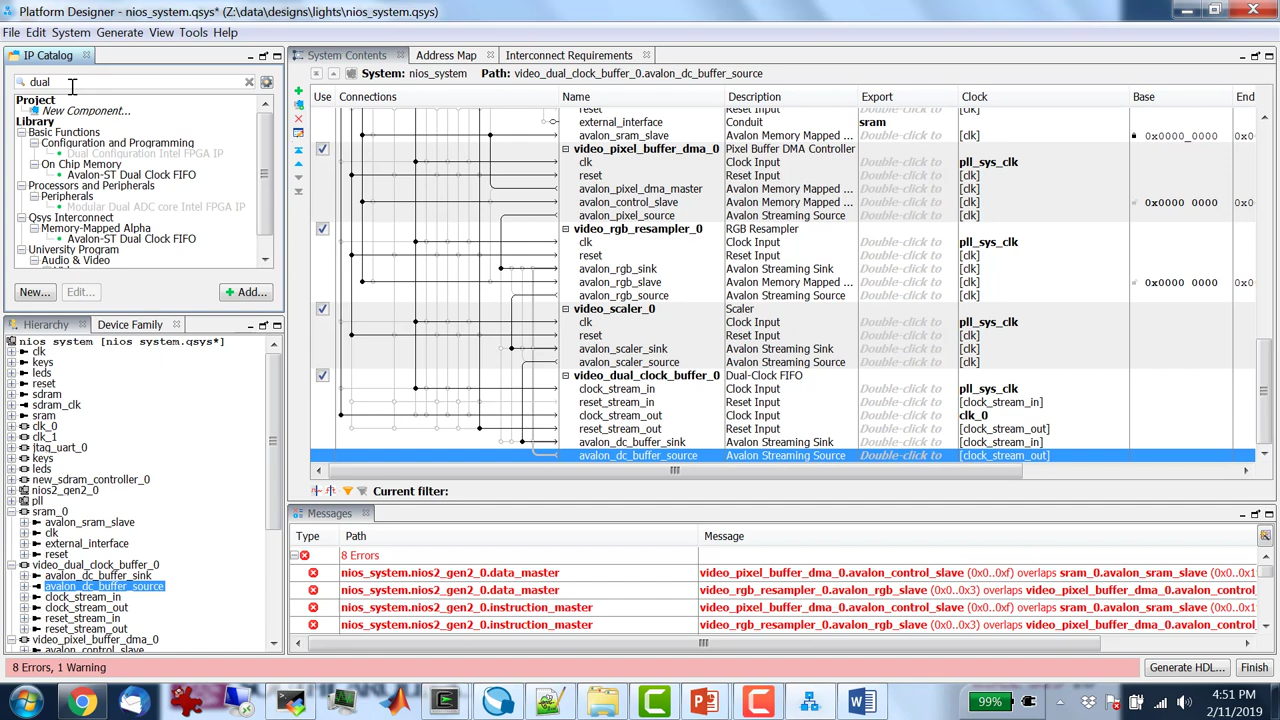 Platform Designer - nios_system.qsys* (Z:\data\designs\lights\nios_system.qsys)
File Edit System Generate View Tools Help
IP Catalog
dual
Project
New Component...
Library
Basic Functions
Configuration and Programming
Dual Configuration Intel FPGA IP
On Chip Memory
Avalon-ST Dual Clock FIFO
Processors and Peripherals
Peripherals
Modular Dual ADC core Intel FPGA IP
Qsys Interconnect
Memory-Mapped Alpha
Avalon-ST Dual Clock FIFO
University Program
Audio & Video
New... Edit... Add...
Hierarchy Device Family
nios system [nios system.qsys*]
clk
keys
leds
reset
sdram
sdram_clk
sram
clk_0
clk_1
jtaq_uart_0
keys
leds
new_sdram_controller_0
nios2_gen2_0
pll
sram_0
avalon_sram_slave
clk
external_interface
reset
video_dual_clock_buffer_0
avalon_dc_buffer_sink
avalon_dc_buffer_source
clock_stream_in
clock_stream_out
reset_stream_in
reset_stream_out
video_pixel_buffer_dma_0
avalon_control_slave
System Contents Address Map Interconnect Requirements
System: nios_system Path: video_dual_clock_buffer_0.avalon_dc_buffer_source
Use Connections Name Description Export Clock Base End
reset Reset Input Double-click to [clk]
external_interface Conduit sram
avalon_sram_slave Avalon Memory Mapped ... Double-click to [clk] 0x0000_0000 0x0
video_pixel_buffer_dma_0 Pixel Buffer DMA Controller
clk Clock Input Double-click to pll_sys_clk
reset Reset Input Double-click to [clk]
avalon_pixel_dma_master Avalon Memory Mapped ... Double-click to [clk]
avalon_control_slave Avalon Memory Mapped ... Double-click to [clk] 0x0000 0000 0x0
avalon_pixel_source Avalon Streaming Source Double-click to [clk]
video_rgb_resampler_0 RGB Resampler
clk Clock Input Double-click to pll_sys_clk
reset Reset Input Double-click to [clk]
avalon_rgb_sink Avalon Streaming Sink Double-click to [clk]
avalon_rgb_slave Avalon Memory Mapped ... Double-click to [clk] 0x0000 0000 0x0
avalon_rgb_source Avalon Streaming Source Double-click to [clk]
video_scaler_0 Scaler
clk Clock Input Double-click to pll_sys_clk
reset Reset Input Double-click to [clk]
avalon_scaler_sink Avalon Streaming Sink Double-click to [clk]
avalon_scaler_source Avalon Streaming Source Double-click to [clk]
video_dual_clock_buffer_0 Dual-Clock FIFO
clock_stream_in Clock Input Double-click to pll_sys_clk
reset_stream_in Reset Input Double-click to [clock_stream_in]
clock_stream_out Clock Input Double-click to clk_0
reset_stream_out Reset Input Double-click to [clock_stream_out]
avalon_dc_buffer_sink Avalon Streaming Sink Double-click to [clock_stream_in]
avalon_dc_buffer_source Avalon Streaming Source Double-click to [clock_stream_out]
Current filter:
Messages
Type Path Message
8 Errors
nios_system.nios2_gen2_0.data_master video_pixel_buffer_dma_0.avalon_control_slave (0x0..0xf) overlaps sram_0.avalon_sram_slave (0x0..0x1
nios_system.nios2_gen2_0.data_master video_rgb_resampler_0.avalon_rgb_slave (0x0..0x3) overlaps video_pixel_buffer_dma_0.avalon_control_
nios_system.nios2_gen2_0.instruction_master video_pixel_buffer_dma_0.avalon_control_slave (0x0..0xf) overlaps sram_0.avalon_sram_slave (0x0..0x1
nios_system.nios2_gen2_0.instruction_master video_rgb_resampler_0.avalon_rgb_slave (0x0..0x3) overlaps video_pixel_buffer_dma_0.avalon_control_
8 Errors, 1 Warning Generate HDL... Finish
99%
4:51 PM
2/11/2019